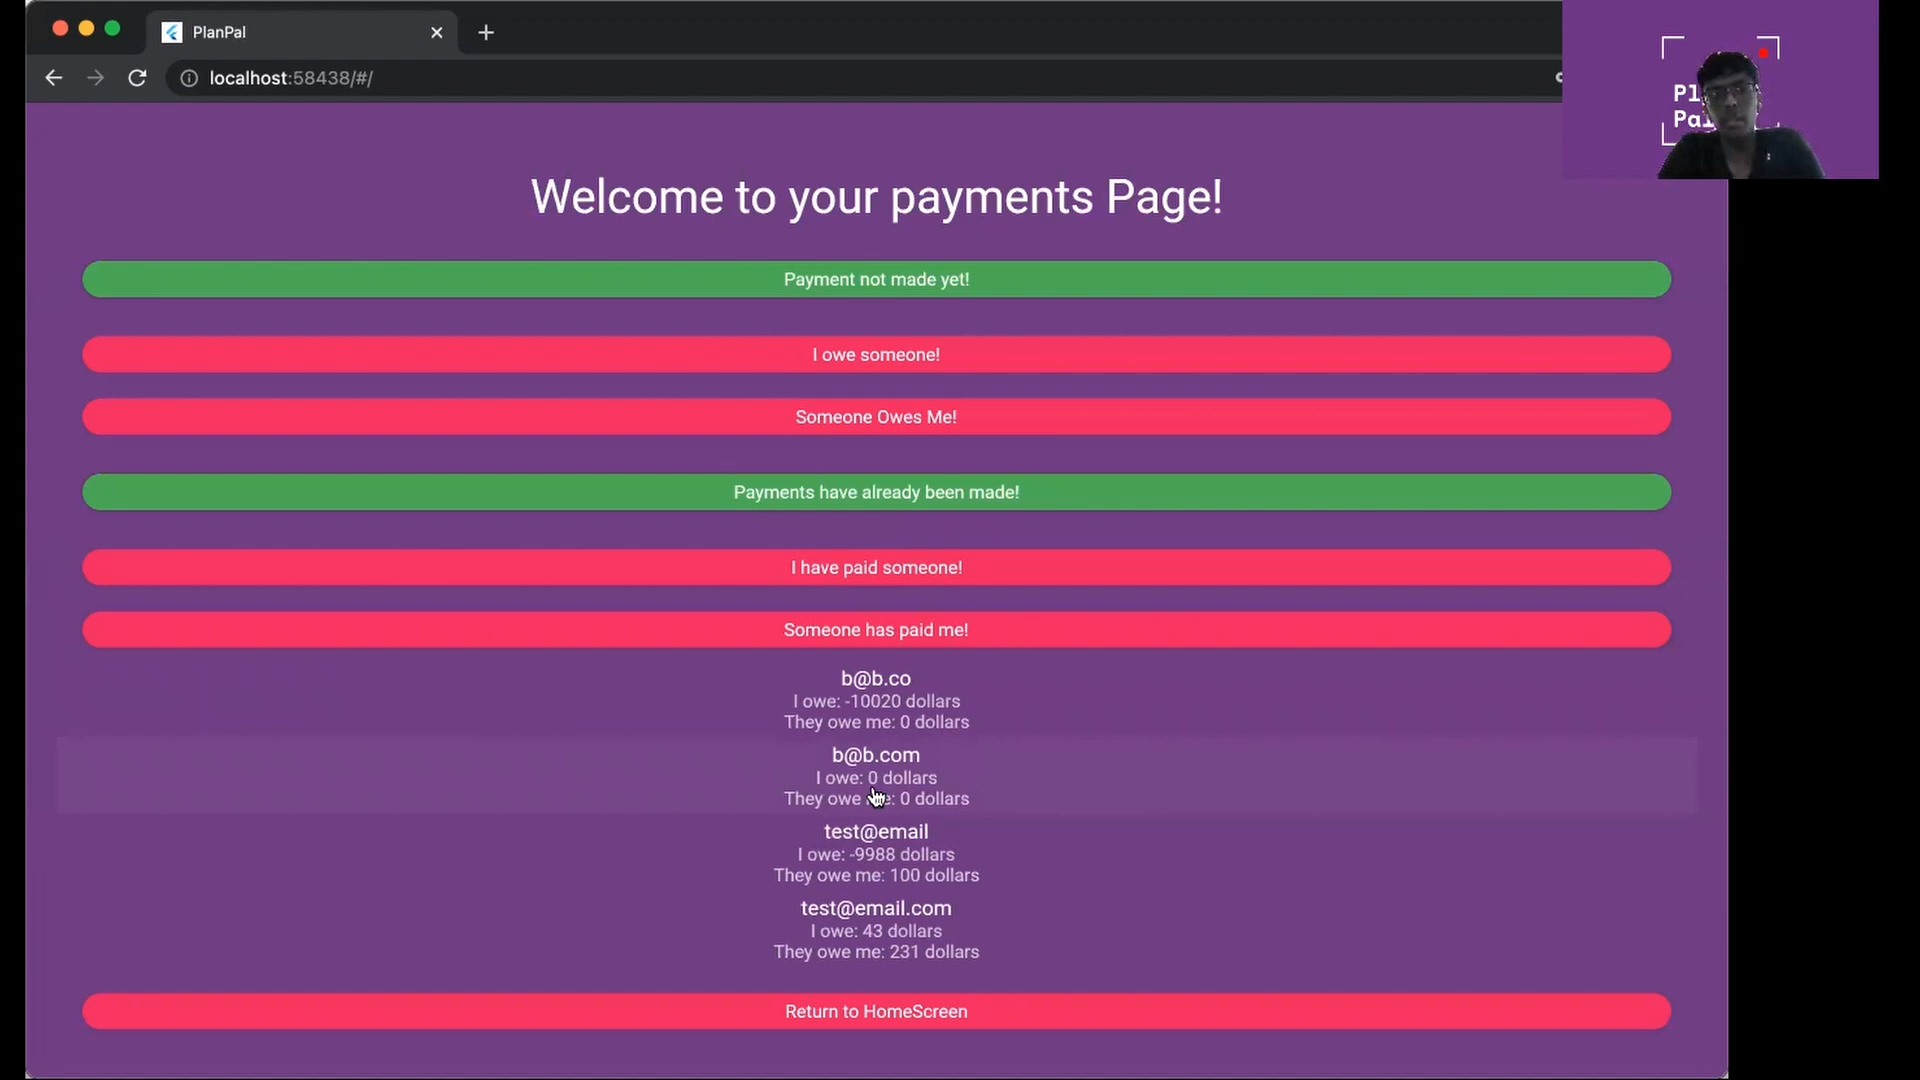 PlanPal
localhost:58438/#/
Welcome to your payments Page!
Payment not made yet!
I owe someone!
Someone Owes Me!
Payments have already been made!
I have paid someone!
Someone has paid me!
b@b.co
I owe: -10020 dollars
They owe me: 0 dollars
b@b.com
I owe: 0 dollars
They owe me: 0 dollars
test@email
I owe: -9988 dollars
They owe me: 100 dollars
test@email.com
I owe: 43 dollars
They owe me: 231 dollars
Return to HomeScreen